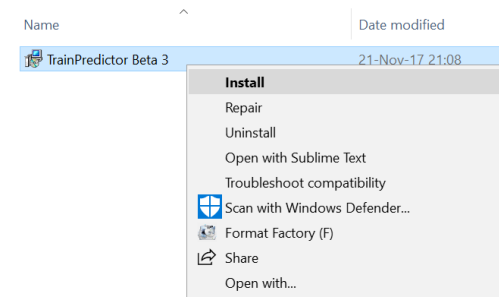 Name
Date modified
TrainPredictor Beta 3
21-Nov-17 21:08
Install
Repair
Uninstall
Open with Sublime Text
Troubleshoot compatibility
Scan with Windows Defender...
Format Factory (F)
Share
Open with...